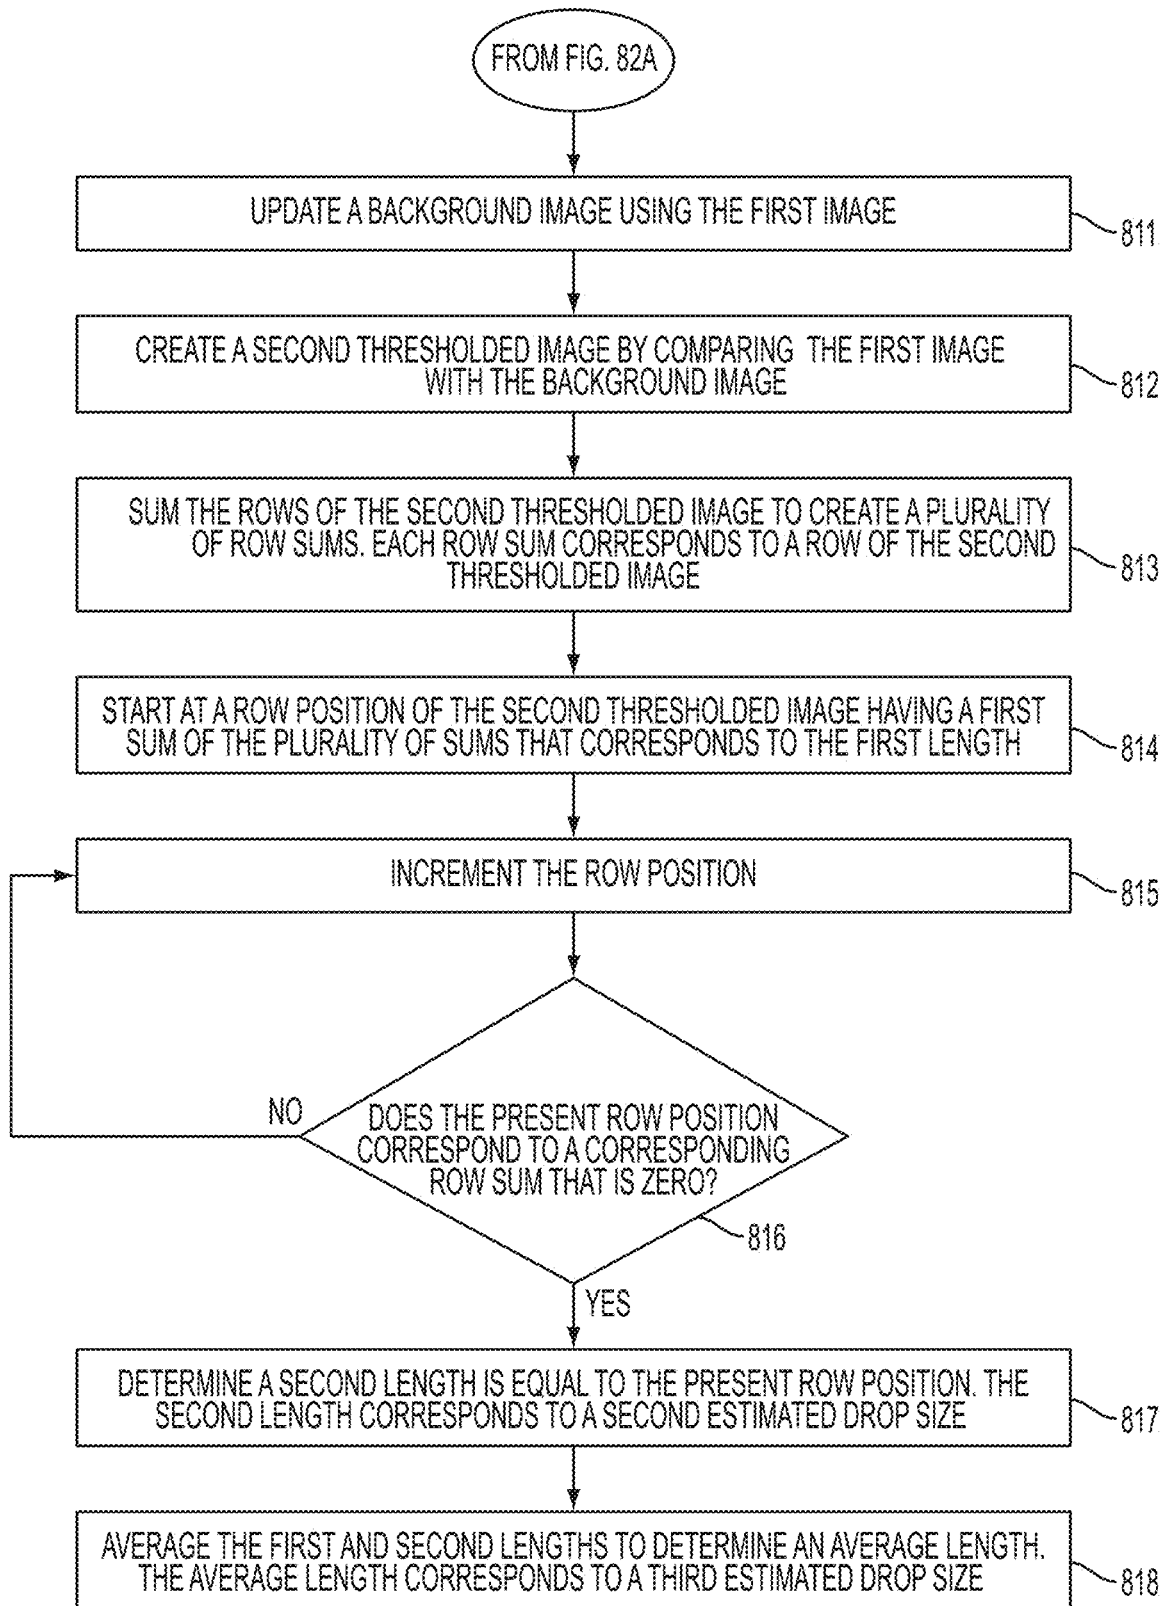 FROM FIG. 82A
UPDATE A BACKGROUND IMAGE USING THE FIRST IMAGE
811
CREATE A SECOND THRESHOLDED IMAGE BY COMPARING THE FIRST IMAGE
WITH THE BACKGROUND IMAGE
812
SUM THE ROWS OF THE SECOND THRESHOLDED IMAGE TO CREATE A PLURALITY
OF ROW SUMS. EACH ROW SUM CORRESPONDS TO A ROW OF THE SECOND
THRESHOLDED IMAGE
813
START AT A ROW POSITION OF THE SECOND THRESHOLDED IMAGE HAVING A FIRST
SUM OF THE PLURALITY OF SUMS THAT CORRESPONDS TO THE FIRST LENGTH
814
INCREMENT THE ROW POSITION
815
NO
DOES THE PRESENT ROW POSITION
CORRESPOND TO A CORRESPONDING
ROW SUM THAT IS ZERO?
816
YES
DETERMINE A SECOND LENGTH IS EQUAL TO THE PRESENT ROW POSITION. THE
SECOND LENGTH CORRESPONDS TO A SECOND ESTIMATED DROP SIZE
817
AVERAGE THE FIRST AND SECOND LENGTHS TO DETERMINE AN AVERAGE LENGTH.
THE AVERAGE LENGTH CORRESPONDS TO A THIRD ESTIMATED DROP SIZE
818